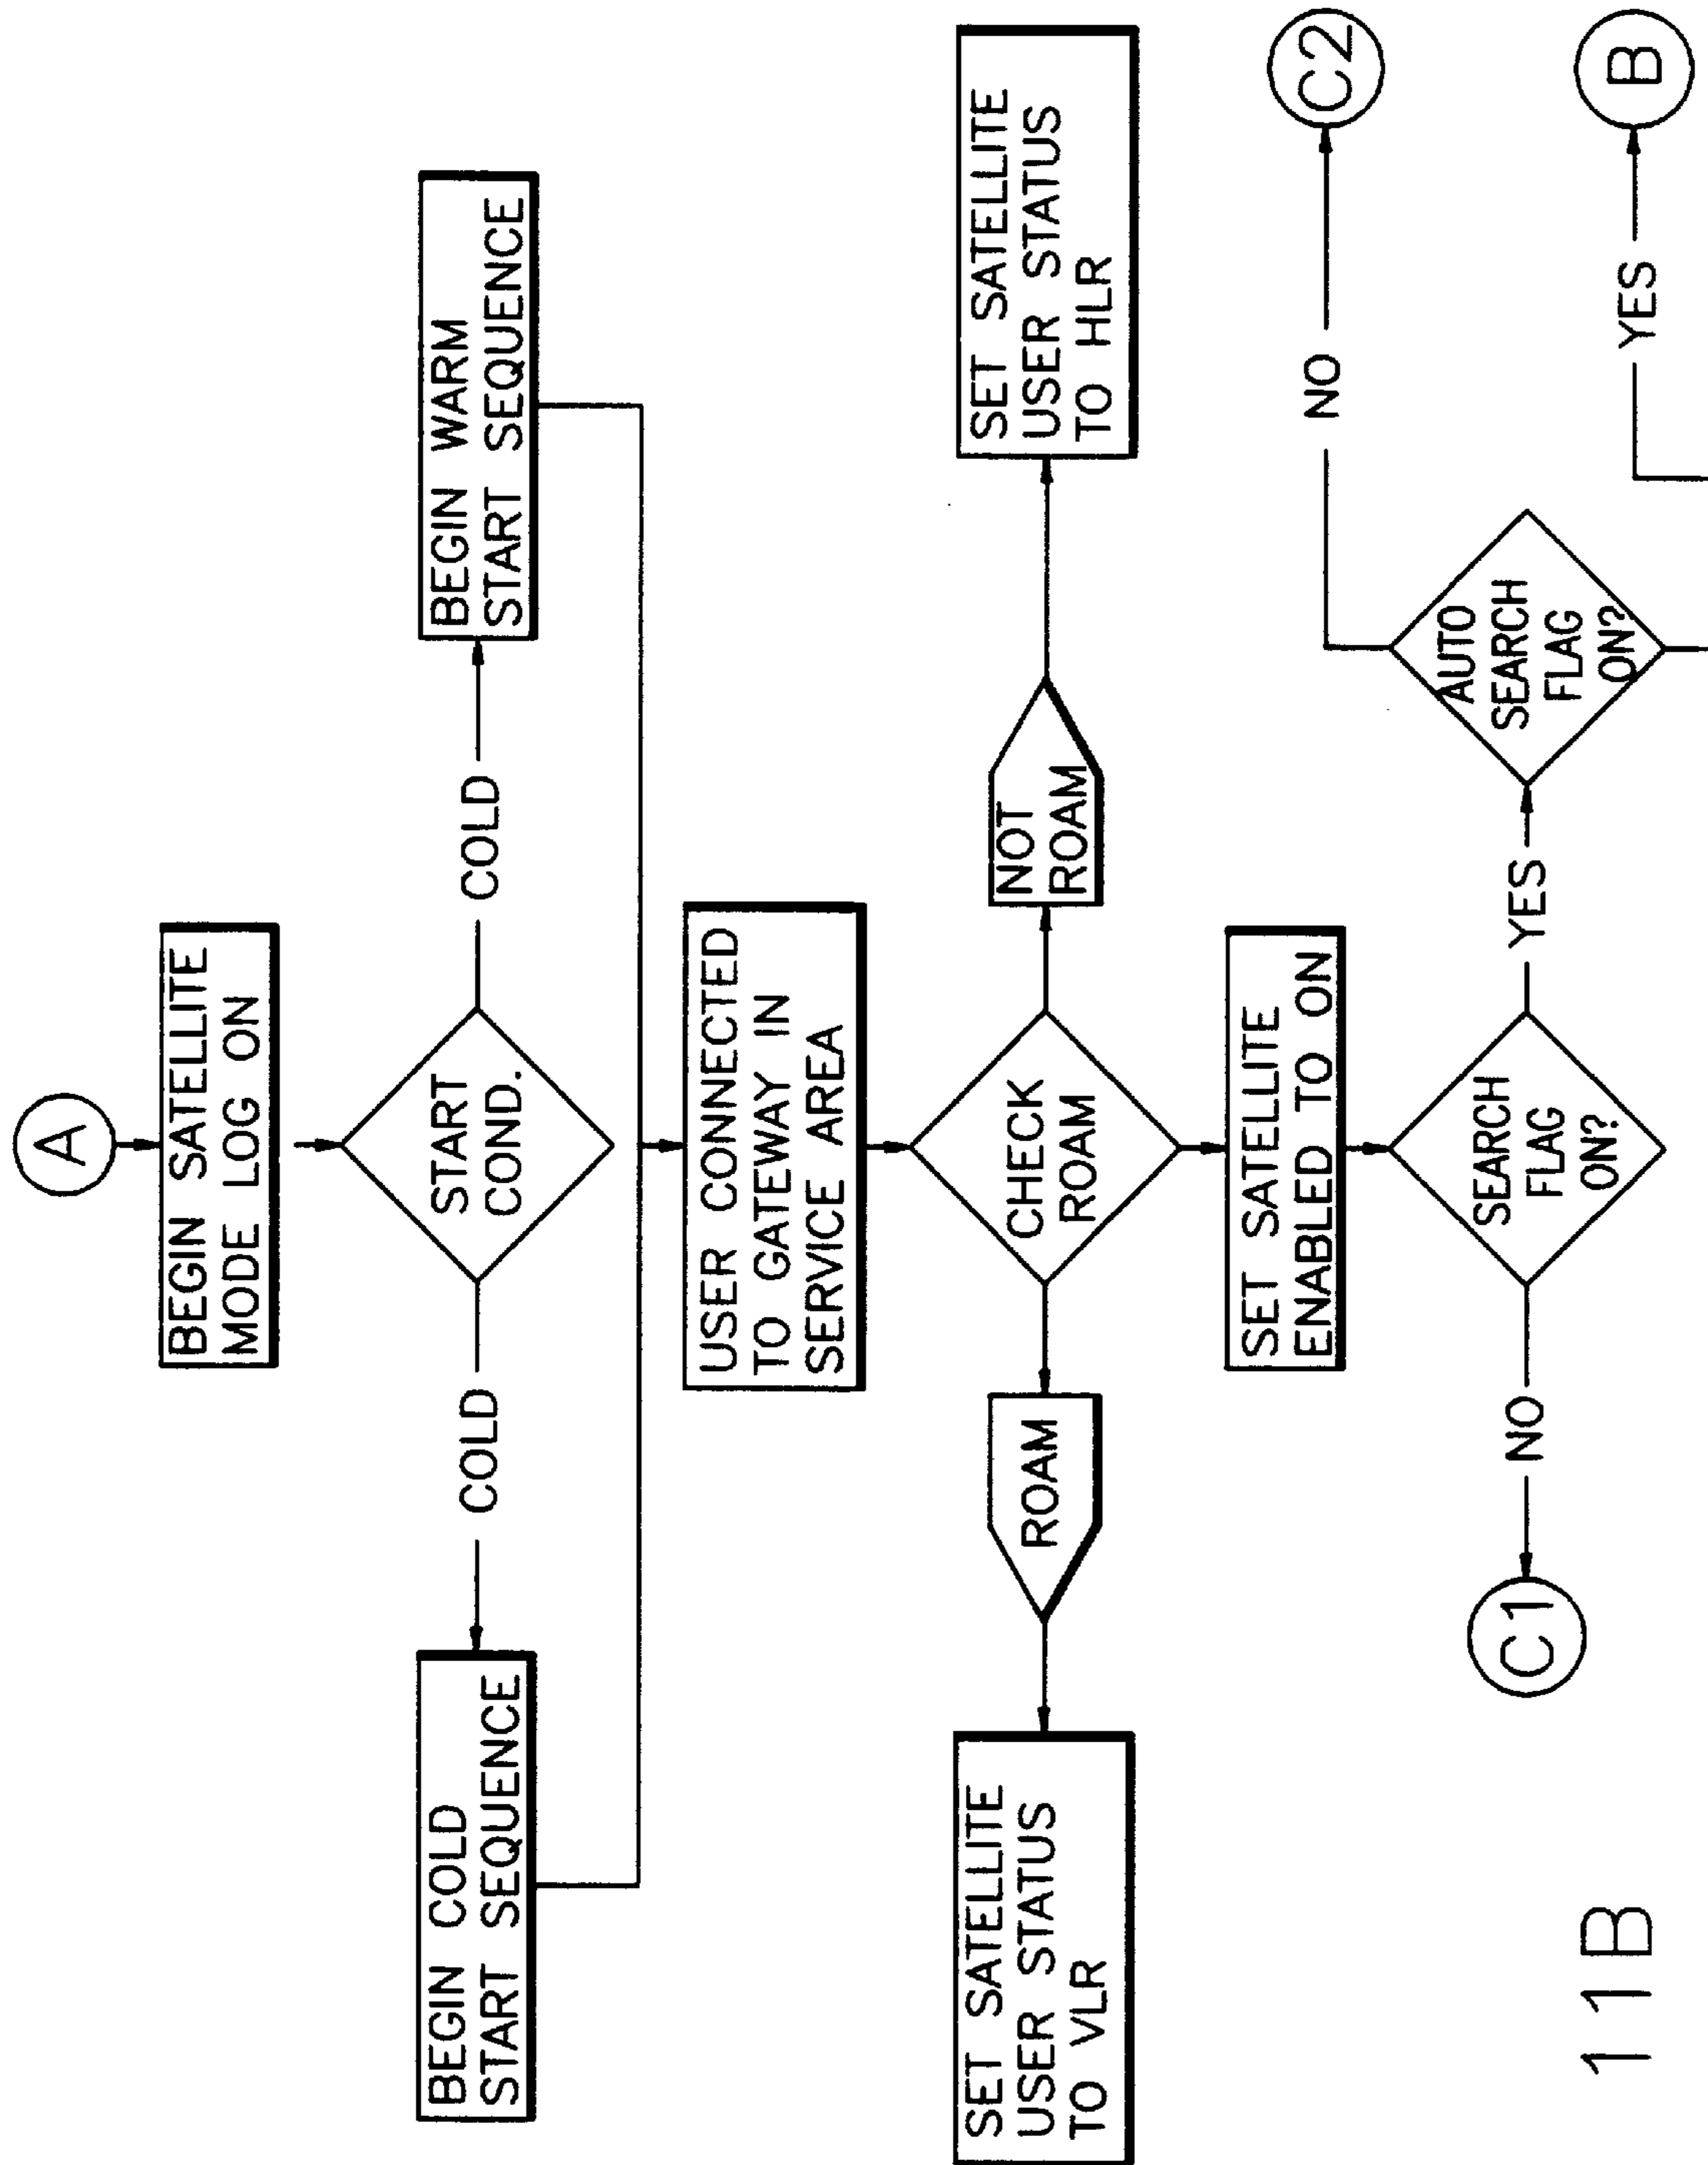 A
BEGIN SATELLITE
MODE LOG ON
START
COND.
COLD
COLD
BEGIN COLD
START SEQUENCE
BEGIN WARM
START SEQUENCE
USER CONNECTED
TO GATEWAY IN
SERVICE AREA
CHECK
ROAM
ROAM
NOT
ROAM
SET SATELLITE
USER STATUS
TO VLR
SET SATELLITE
USER STATUS
TO HLR
SET SATELLITE
ENABLED TO ON
SEARCH
FLAG
ON?
NO
C1
YES
AUTO
SEARCH
FLAG
ON?
NO
C2
YES
B
11B